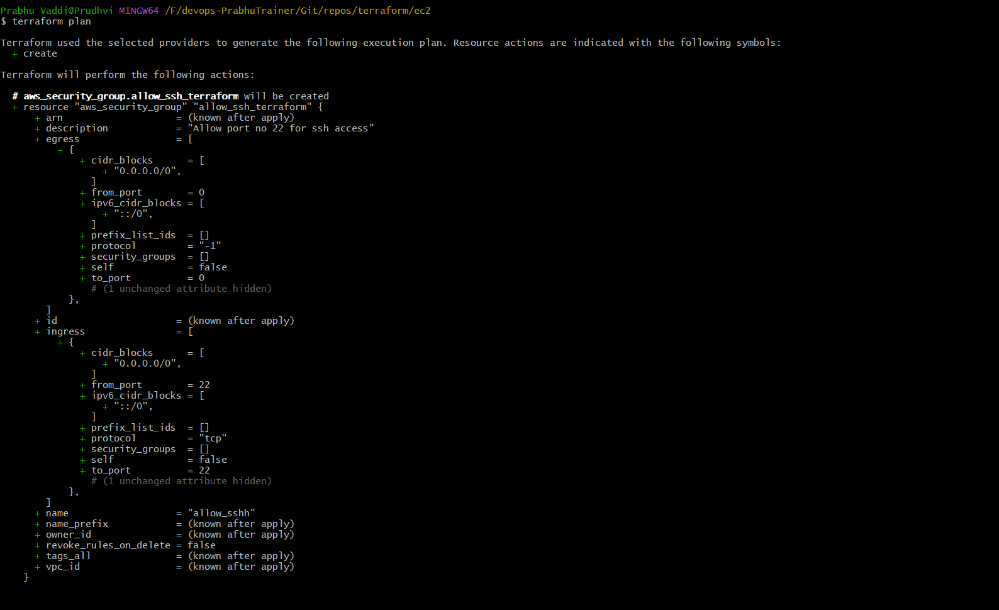 Prabhu Vaddi@Prudhvi MINGW64 /F/devops-PrabhuTrainer/Git/repos/terraform/ec2
$ terraform plan
Terraform used the selected providers to generate the following execution plan. Resource actions are indicated with the following symbols:
  + create
Terraform will perform the following actions:
  # aws_security_group.allow_ssh_terraform will be created
  + resource "aws_security_group" "allow_ssh_terraform" {
      + arn                    = (known after apply)
      + description            = "Allow port no 22 for ssh access"
      + egress                 = [
          + {
              + cidr_blocks      = [
                  + "0.0.0.0/0",
                ]
              + from_port        = 0
              + ipv6_cidr_blocks = [
                  + "::/0",
                ]
              + prefix_list_ids  = []
              + protocol         = "-1"
              + security_groups  = []
              + self             = false
              + to_port          = 0
                # (1 unchanged attribute hidden)
            },
        ]
      + id                     = (known after apply)
      + ingress                = [
          + {
              + cidr_blocks      = [
                  + "0.0.0.0/0",
                ]
              + from_port        = 22
              + ipv6_cidr_blocks = [
                  + "::/0",
                ]
              + prefix_list_ids  = []
              + protocol         = "tcp"
              + security_groups  = []
              + self             = false
              + to_port          = 22
                # (1 unchanged attribute hidden)
            },
        ]
      + name                   = "allow_sshh"
      + name_prefix            = (known after apply)
      + owner_id               = (known after apply)
      + revoke_rules_on_delete = false
      + tags_all               = (known after apply)
      + vpc_id                 = (known after apply)
    }